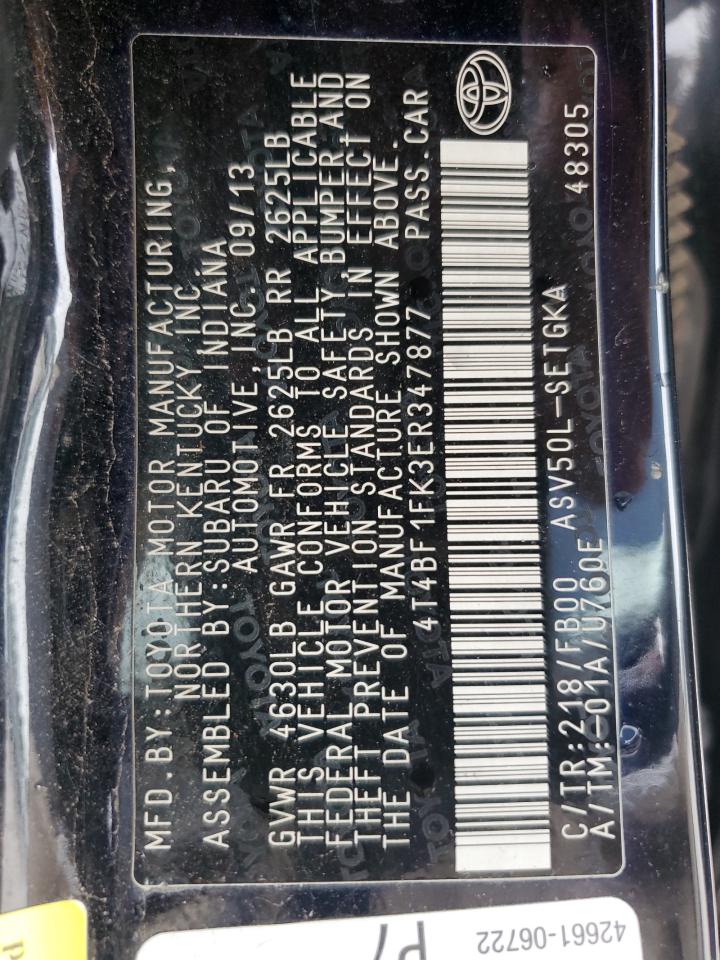 MFD.BY:TOYOTA MOTOR MANUFACTURING,
NORTHERN KENTUCKY INC.
ASSEMBLED BY:SUBARU OF INDIANA
AUTOMOTIVE,INC. 09/13
GVWR 4630LB GAWR FR 2625LB RR 2625LB
THIS VEHICLE CONFORMS TO ALL APPLICABLE
FEDERAL MOTOR VEHICLE SAFETY,BUMPER,AND
THEFT PREVENTION STANDARDS IN EFFECT ON
THE DATE OF MANUFACTURE SHOWN ABOVE.
4T4BF1FK3ER347877 PASS.CAR
C/TR:218/FB00 ASV50L-SETGKA 48305
A/TM:-01A/U760E
42661-06722